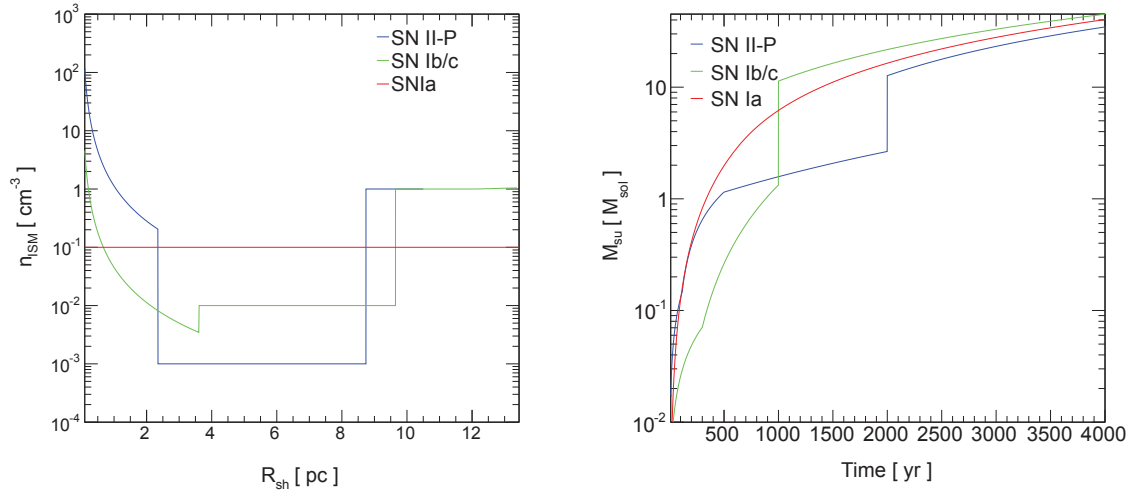 10³
10²
10
1
10⁻¹
10⁻²
10⁻³
10⁻⁴
n_ISM [ cm⁻³ ]
SN II-P
SN Ib/c
SNIa
2 4 6 8 10 12
R_sh [ pc ]
10
1
10⁻¹
10⁻²
M_su [ M_sol ]
SN II-P
SN Ib/c
SN Ia
500 1000 1500 2000 2500 3000 3500 4000
Time [ yr ]